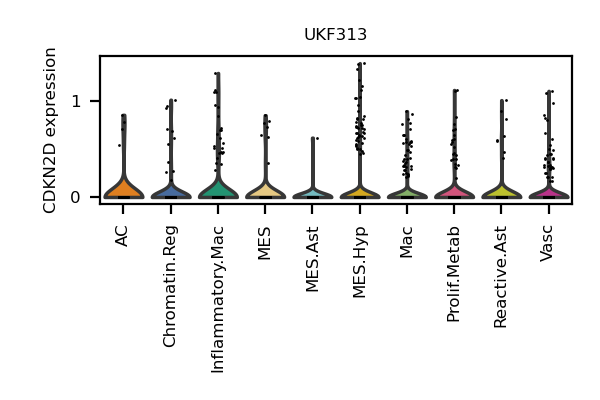 UKF313
CDKN2D expression
1
0
AC
Chromatin.Reg
Inflammatory.Mac
MES
MES.Ast
MES.Hyp
Mac
Prolif.Metab
Reactive.Ast
Vasc